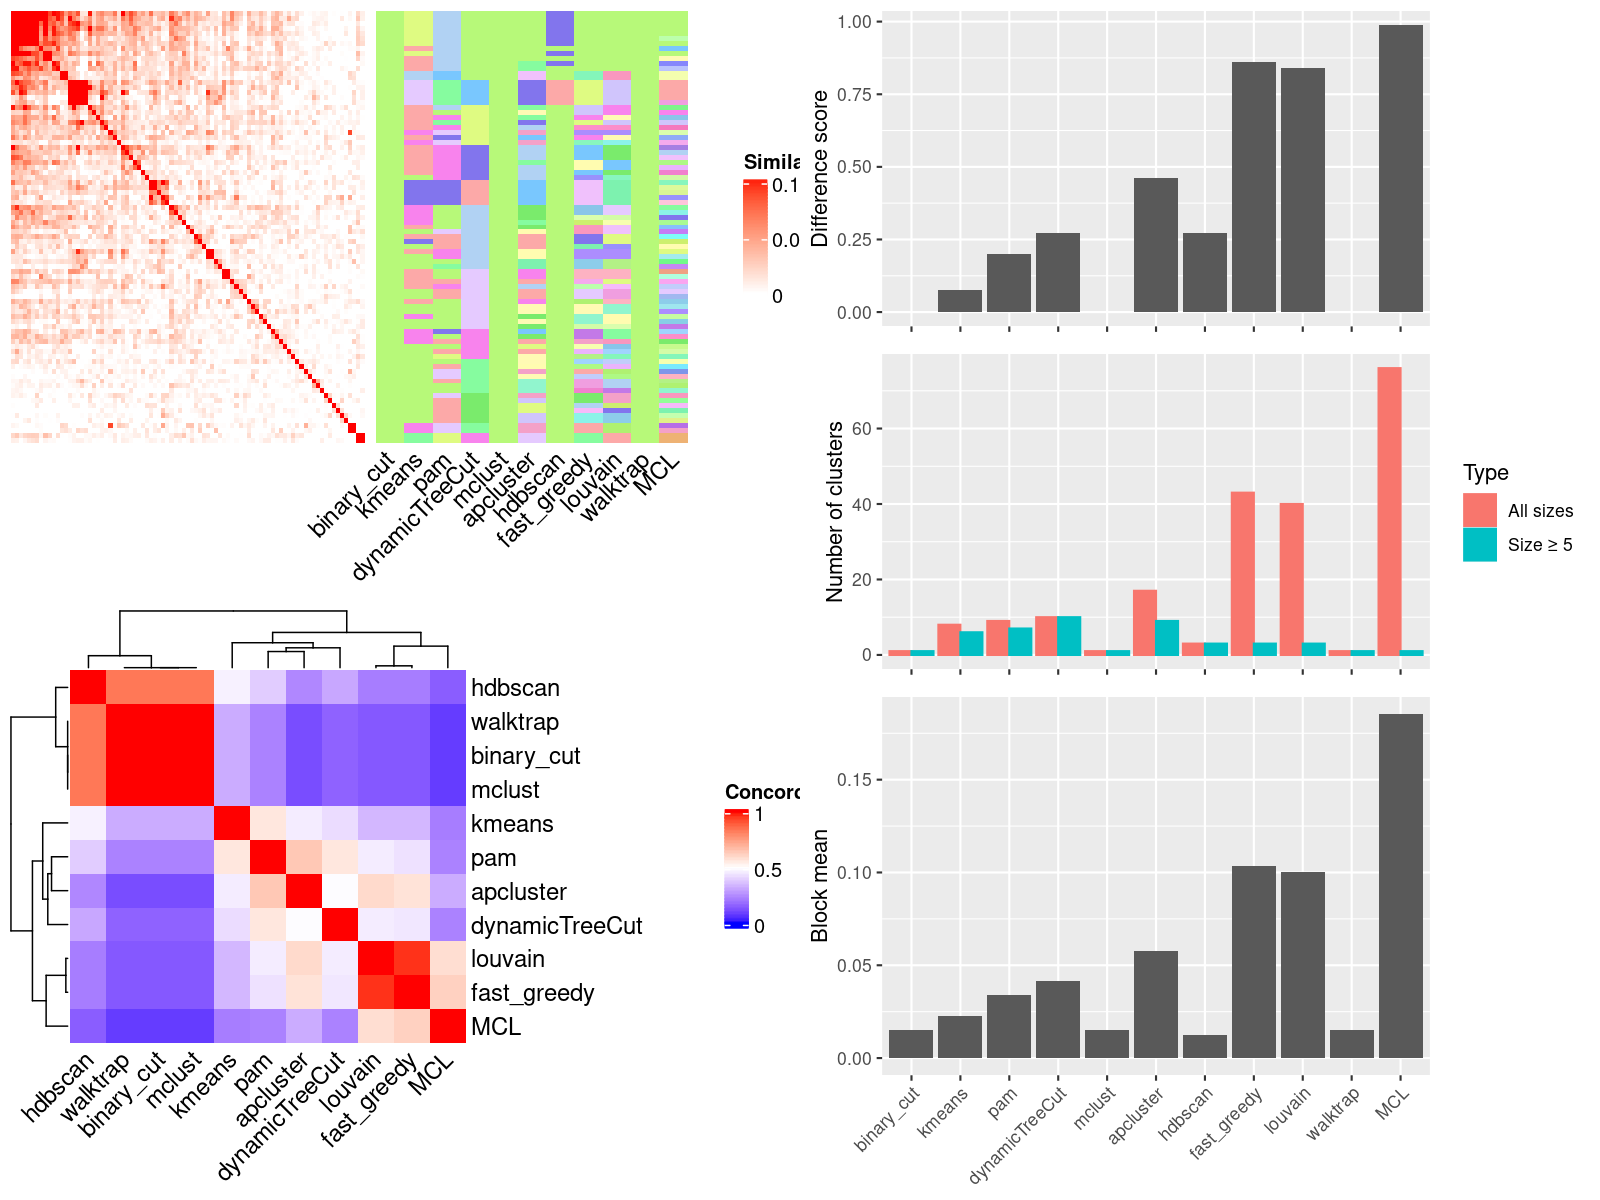 Simila
0.1
0.0
0
binary_cut
kmeans
pam
dynamicTreeCut
mclust
apcluster
hdbscan
fast_greedy
louvain
walktrap
MCL
hdbscan
walktrap
binary_cut
mclust
kmeans
pam
apcluster
dynamicTreeCut
louvain
fast_greedy
MCL
Concord
1
0.5
0
hdbscan
walktrap
binary_cut
mclust
kmeans
pam
apcluster
dynamicTreeCut
louvain
fast_greedy
MCL
Difference score
1.00
0.75
0.50
0.25
0.00
Number of clusters
60
40
20
0
Type
All sizes
Size ≥ 5
Block mean
0.15
0.10
0.05
0.00
binary_cut
kmeans
pam
dynamicTreeCut
mclust
apcluster
hdbscan
fast_greedy
louvain
walktrap
MCL